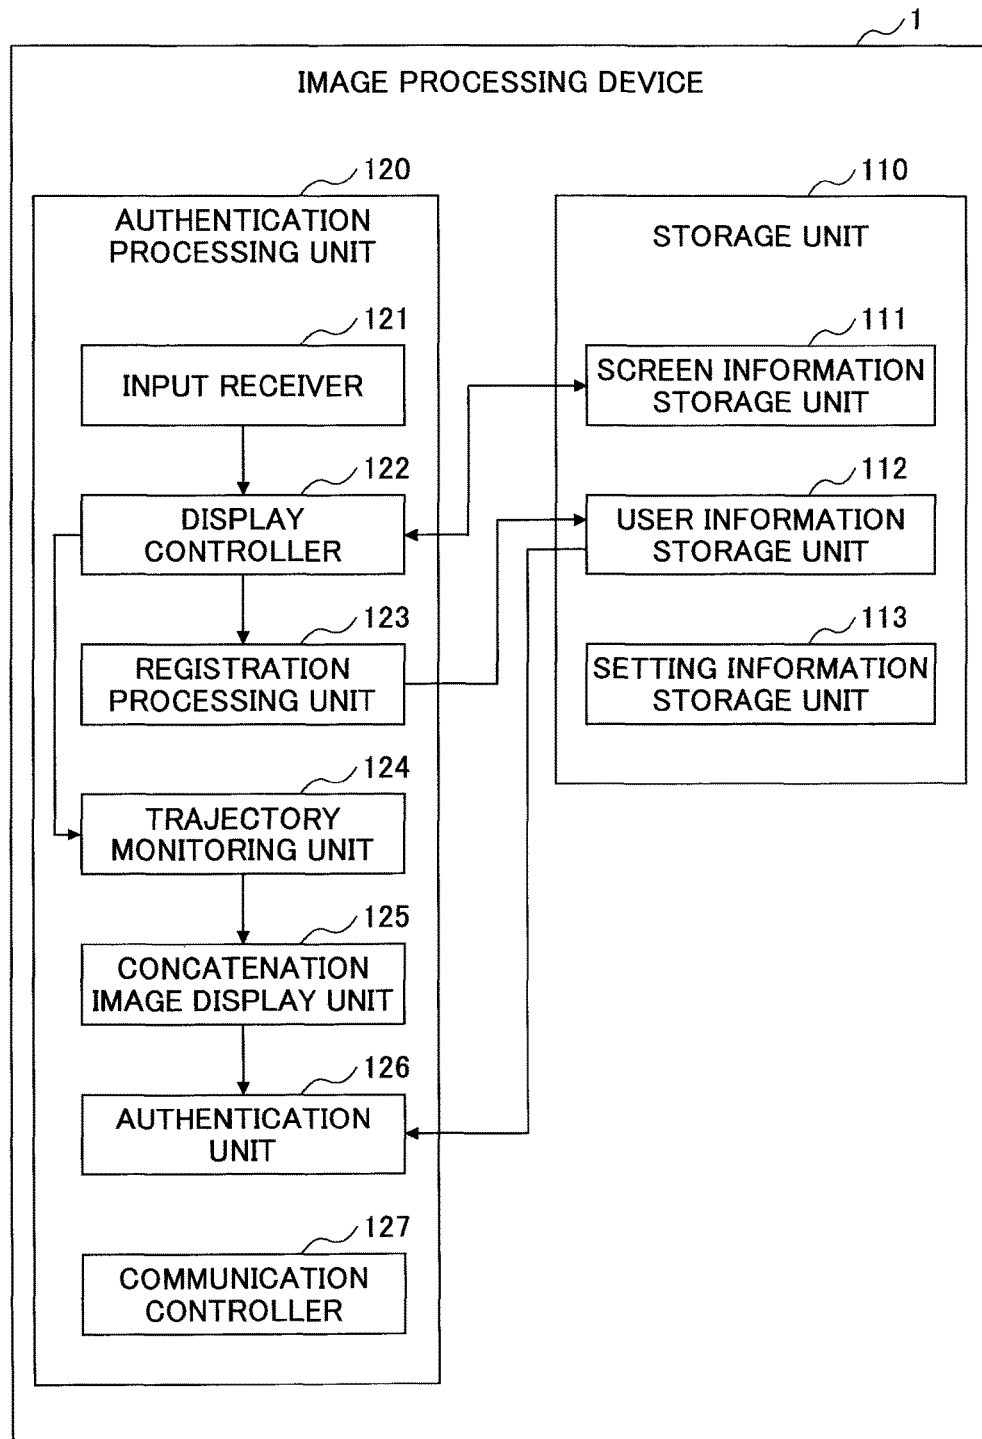 1
IMAGE PROCESSING DEVICE
120
AUTHENTICATION
PROCESSING UNIT
121
INPUT RECEIVER
122
DISPLAY
CONTROLLER
123
REGISTRATION
PROCESSING UNIT
124
TRAJECTORY
MONITORING UNIT
125
CONCATENATION
IMAGE DISPLAY UNIT
126
AUTHENTICATION
UNIT
127
COMMUNICATION
CONTROLLER
110
STORAGE UNIT
111
SCREEN INFORMATION
STORAGE UNIT
112
USER INFORMATION
STORAGE UNIT
113
SETTING INFORMATION
STORAGE UNIT